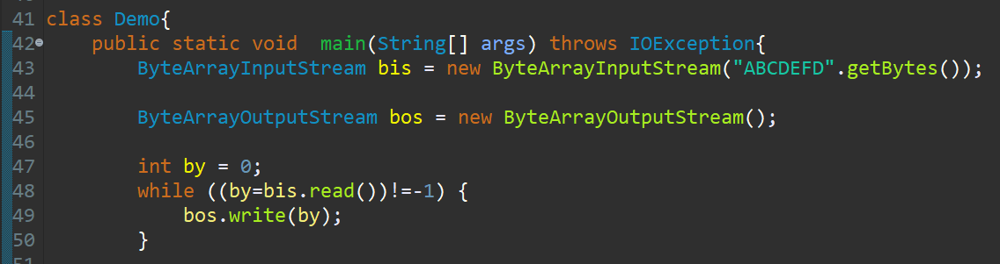 41 class Demo{
42 public static void  main(String[] args) throws IOException{
43 ByteArrayInputStream bis = new ByteArrayInputStream("ABCDEFD".getBytes());
44
45 ByteArrayOutputStream bos = new ByteArrayOutputStream();
46
47 int by = 0;
48 while ((by=bis.read())!=-1) {
49 bos.write(by);
50 }